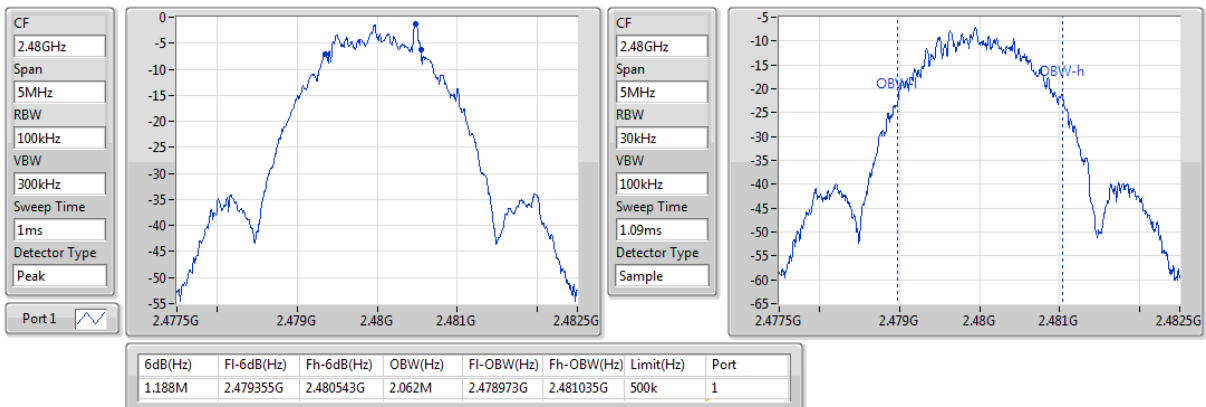 CF
2.48GHz
Span
5MHz
RBW
100kHz
VBW
300kHz
Sweep Time
1ms
Detector Type
Peak
Port 1
0
-5
-10
-15
-20
-25
-30
-35
-40
-45
-50
-55
2.4775G 2.479G 2.48G 2.481G 2.4825G
CF
2.48GHz
Span
5MHz
RBW
30kHz
VBW
100kHz
Sweep Time
1.09ms
Detector Type
Sample
-5
-10
-15
-20
-25
-30
-35
-40
-45
-50
-55
-60
-65
OBW-l
OBW-h
2.4775G 2.479G 2.48G 2.481G 2.4825G
6dB(Hz) Fl-6dB(Hz) Fh-6dB(Hz) OBW(Hz) Fl-OBW(Hz) Fh-OBW(Hz) Limit(Hz) Port
1.188M 2.479355G 2.480543G 2.062M 2.478973G 2.481035G 500k 1